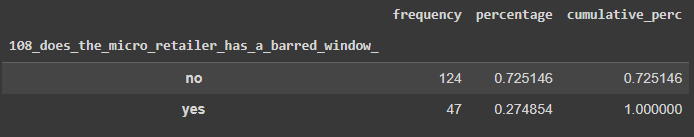 frequency percentage cumulative_perc
108_does_the_micro_retailer_has_a_barred_window_
no 124 0.725146 0.725146
yes 47 0.274854 1.000000